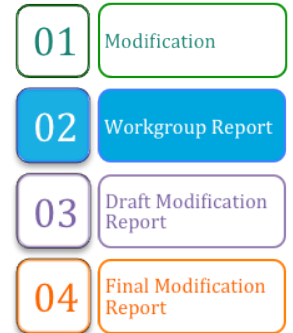 01 Modification
02 Workgroup Report
03 Draft Modification
Report
04 Final Modification
Report